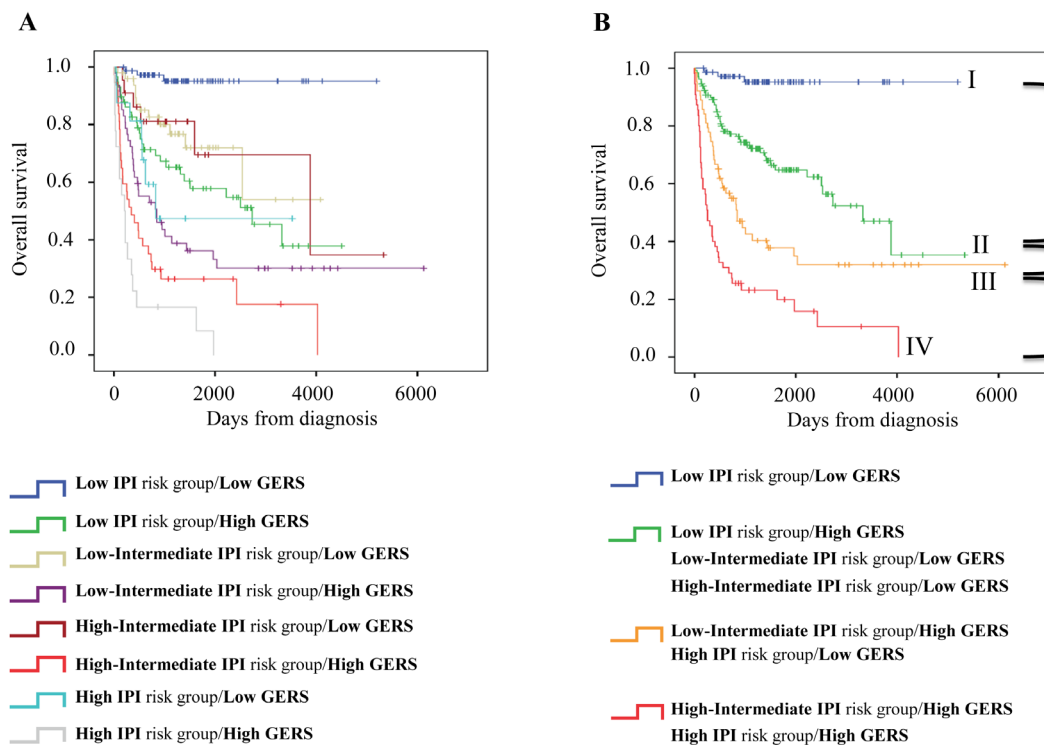 A
Overall survival
1.0
0.8
0.6
0.4
0.2
0.0
0 2000 4000 6000
Days from diagnosis
Low IPI risk group/Low GERS
Low IPI risk group/High GERS
Low-Intermediate IPI risk group/Low GERS
Low-Intermediate IPI risk group/High GERS
High-Intermediate IPI risk group/Low GERS
High-Intermediate IPI risk group/High GERS
High IPI risk group/Low GERS
High IPI risk group/High GERS
B
Overall survival
1.0
0.8
0.6
0.4
0.2
0.0
I
II
III
IV
0 2000 4000 6000
Days from diagnosis
Low IPI risk group/Low GERS
Low IPI risk group/High GERS
Low-Intermediate IPI risk group/Low GERS
High-Intermediate IPI risk group/Low GERS
Low-Intermediate IPI risk group/High GERS
High IPI risk group/Low GERS
High-Intermediate IPI risk group/High GERS
High IPI risk group/High GERS